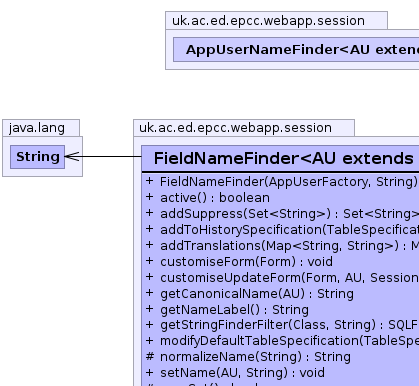 uk.ac.ed.epcc.webapp.session
AppUserNameFinder<AU exten
java.lang
String
uk.ac.ed.epcc.webapp.session
FieldNameFinder<AU extends
+ FieldNameFinder(AppUserFactory, String)
+ active() : boolean
+ addSuppress(Set<String>) : Set<String>
+ addToHistorySpecification(TableSpecificat
+ addTranslations(Map<String, String>) : M
+ customiseForm(Form) : void
+ customiseUpdateForm(Form, AU, Session
+ getCanonicalName(AU) : String
+ getNameLabel() : String
+ getStringFinderFilter(Class, String) : SQLF
+ modifyDefaultTableSpecification(TableSpe
# normalizeName(String) : String
+ setName(AU, String) : void